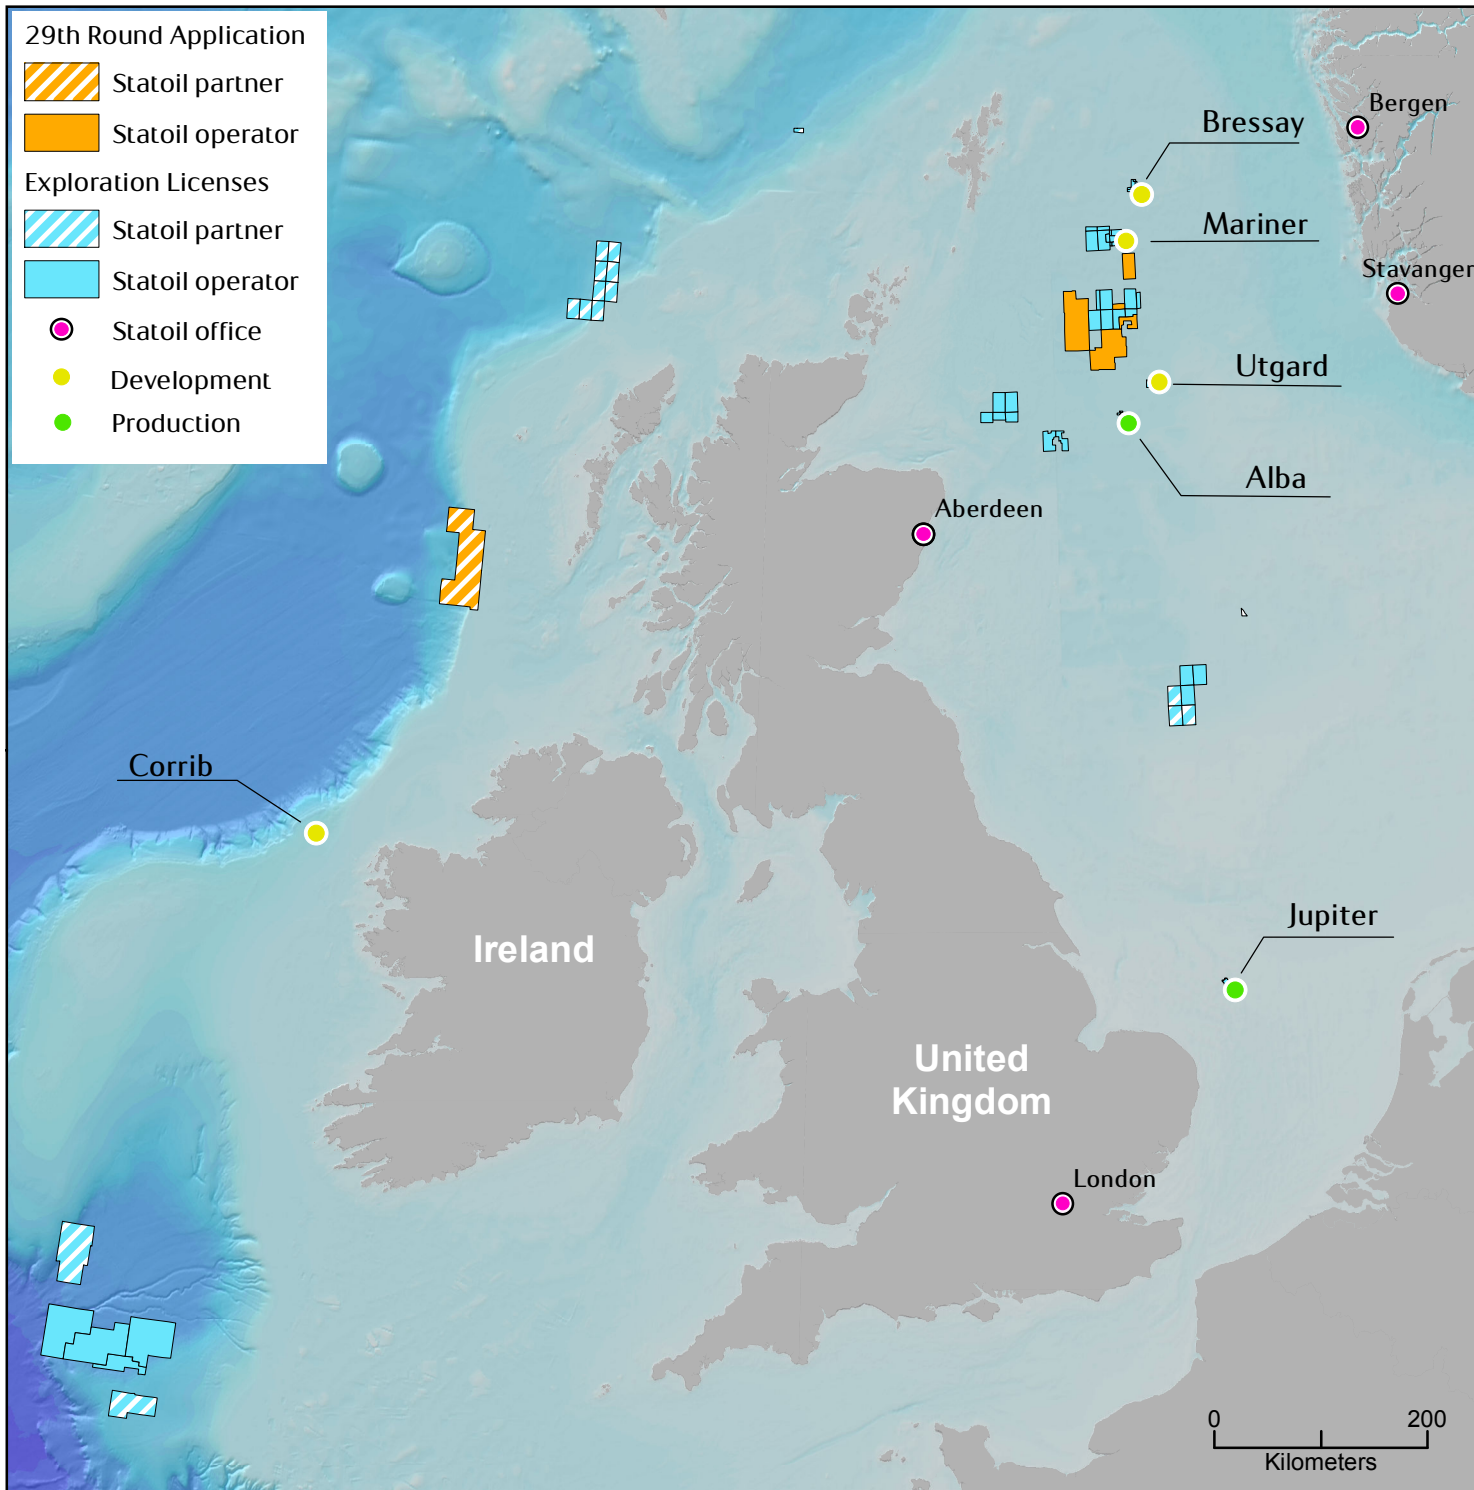 29th Round Application
Statoil partner
Statoil operator
Exploration Licenses
Statoil partner
Statoil operator
Statoil office
Development
Production
Bergen
Bressay
Mariner
Stavanger
Utgard
Alba
Aberdeen
Corrib
Jupiter
Ireland
United
Kingdom
London
0 200
Kilometers